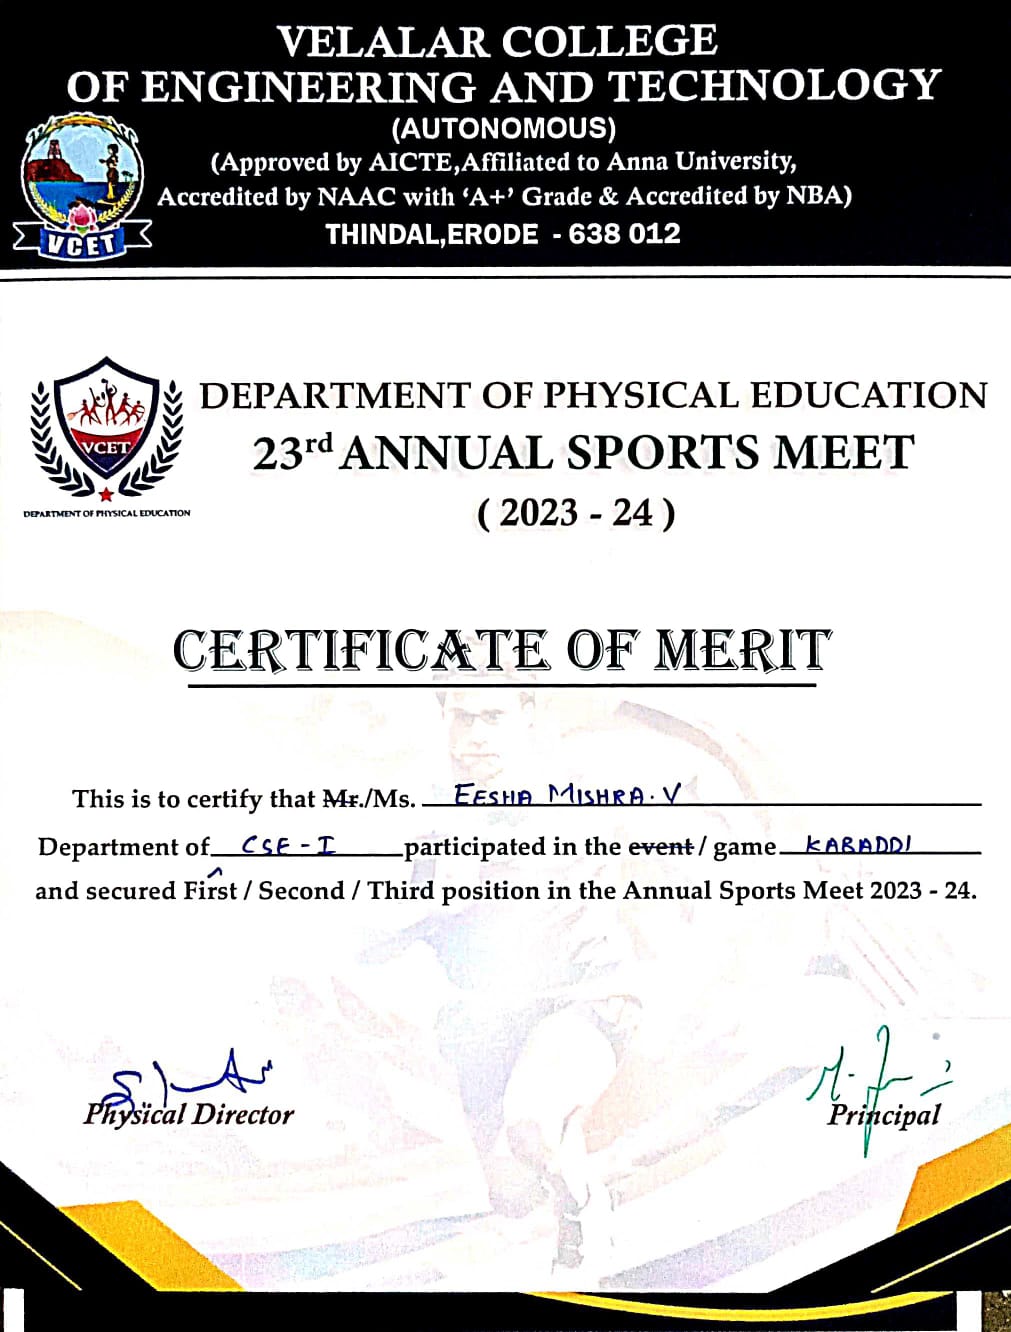 VELALAR COLLEGE
OF ENGINEERING AND TECHNOLOGY
(AUTONOMOUS)
(Approved by AICTE,Affiliated to Anna University,
Accredited by NAAC with ‘A+’ Grade & Accredited by NBA)
THINDAL,ERODE - 638 012
VCET
DEPARTMENT OF PHYSICAL EDUCATION
23rd ANNUAL SPORTS MEET
( 2023 - 24 )
VCET
DEPARTMENT OF PHYSICAL EDUCATION
CERTIFICATE OF MERIT
This is to certify that Mr./Ms. EESHA MISHRA. V
Department of CSE - I participated in the event / game KABADDI
and secured First / Second / Third position in the Annual Sports Meet 2023 - 24.
Physical Director
Principal